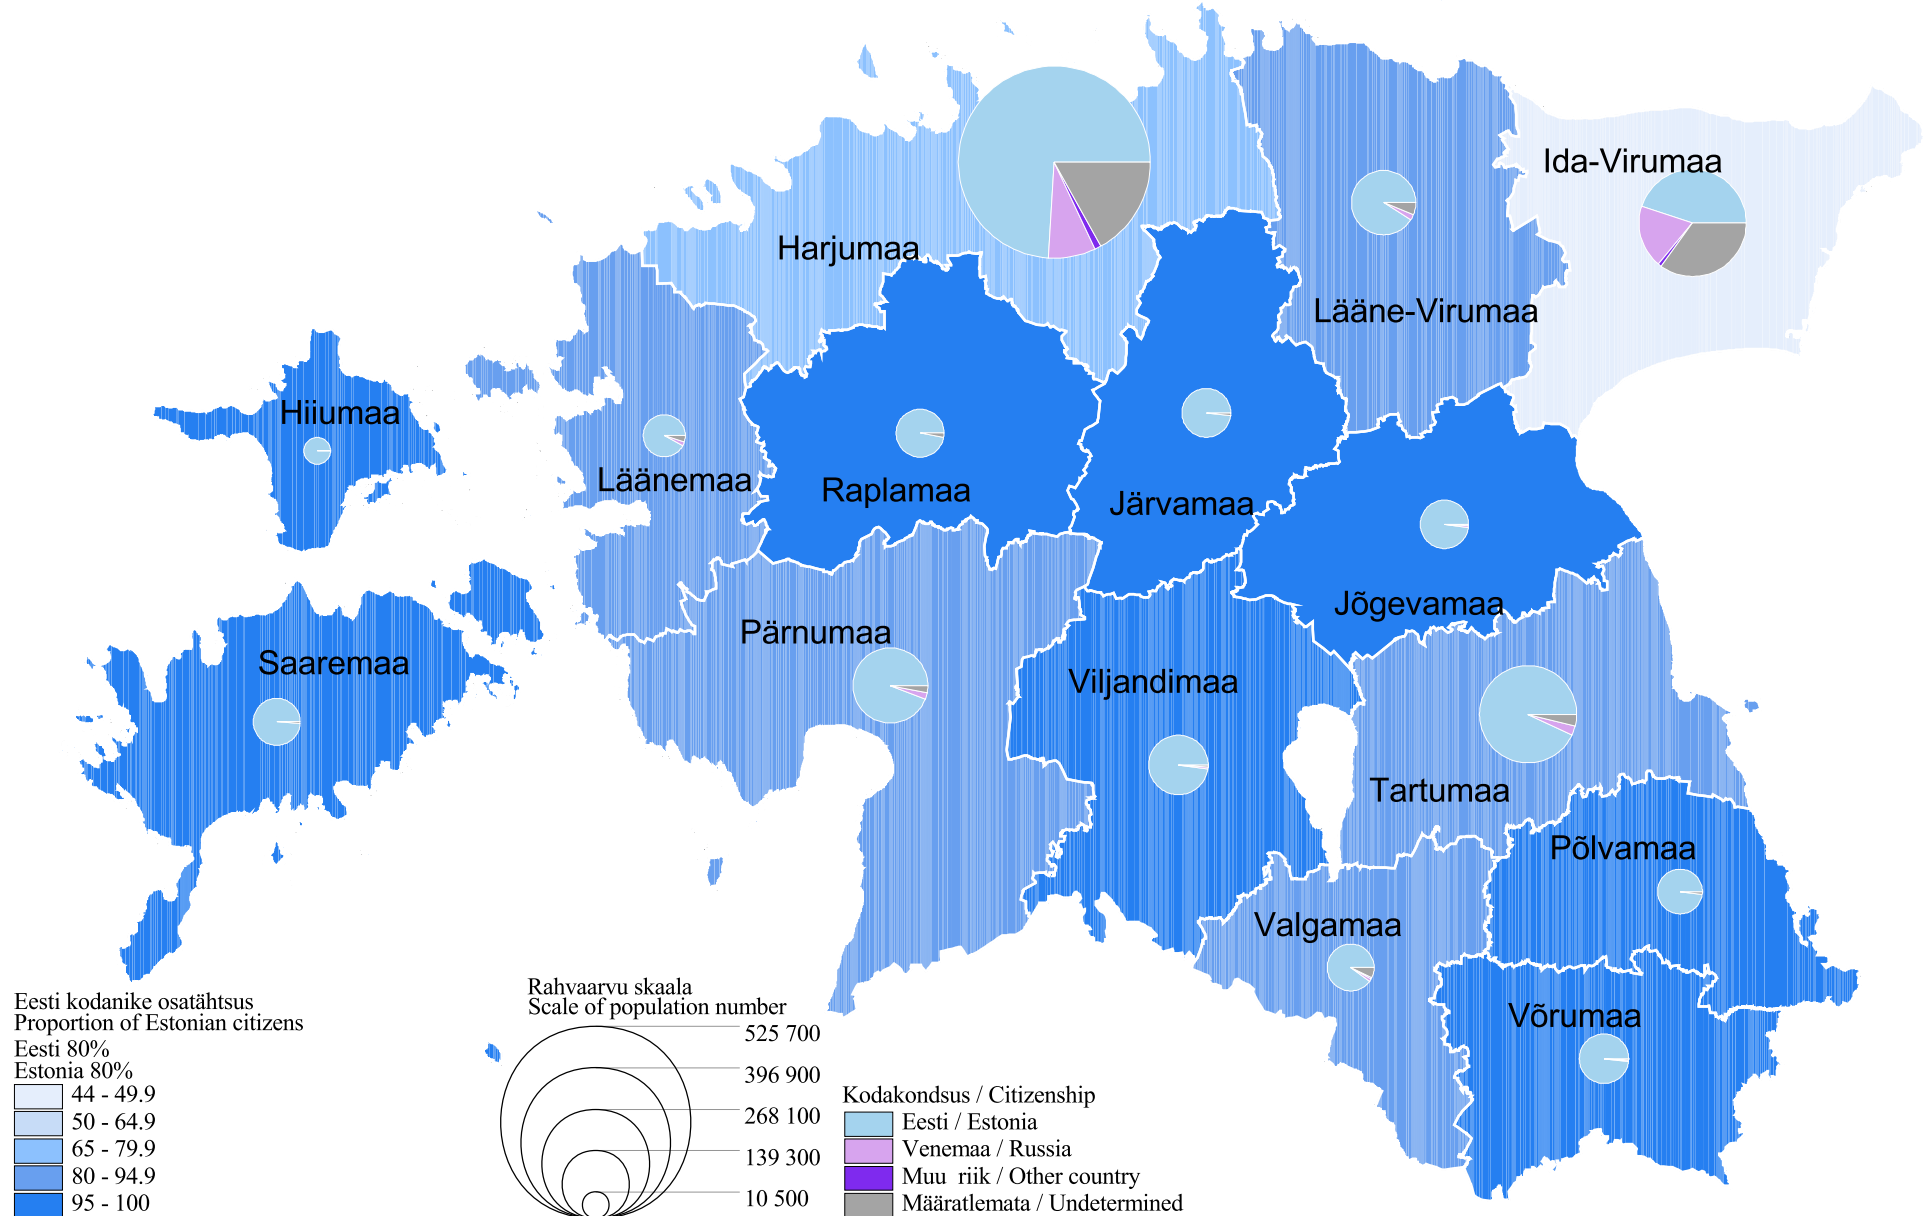 Ida-Virumaa
Harjumaa
Lääne-Virumaa
Hiiumaa
Läänemaa
Raplamaa
Järvamaa
Jõgevamaa
Pärnumaa
Saaremaa
Viljandimaa
Tartumaa
Põlvamaa
Valgamaa
Võrumaa
Eesti kodanike osatähtsus
Proportion of Estonian citizens
Eesti 80%
Estonia 80%
44 - 49.9
50 - 64.9
65 - 79.9
80 - 94.9
95 - 100
Rahvaarvu skaala
Scale of population number
525 700
396 900
268 100
139 300
10 500
Kodakondsus / Citizenship
Eesti / Estonia
Venemaa / Russia
Muu riik / Other country
Määratlemata / Undetermined